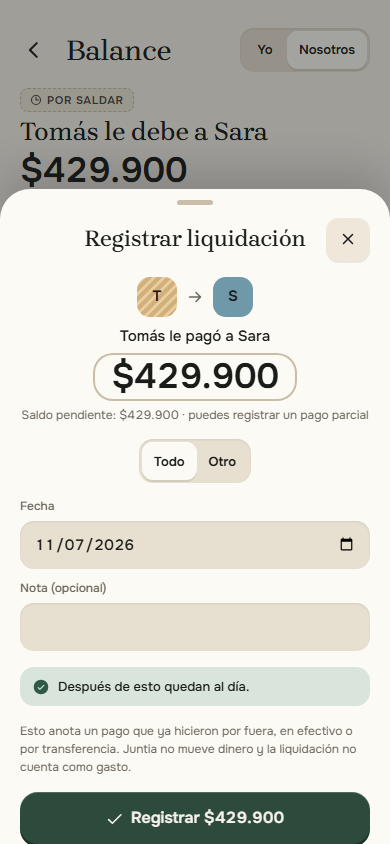 Balance
Yo
Nosotros
POR SALDAR
Tomás le debe a Sara
$429.900
Registrar liquidación
T → S
Tomás le pagó a Sara
$429.900
Saldo pendiente: $429.900 · puedes registrar un pago parcial
Todo
Otro
Fecha
11/07/2026
Nota (opcional)
Después de esto quedan al día.
Esto anota un pago que ya hicieron por fuera, en efectivo o
por transferencia. Juntia no mueve dinero y la liquidación no
cuenta como gasto.
Registrar $429.900